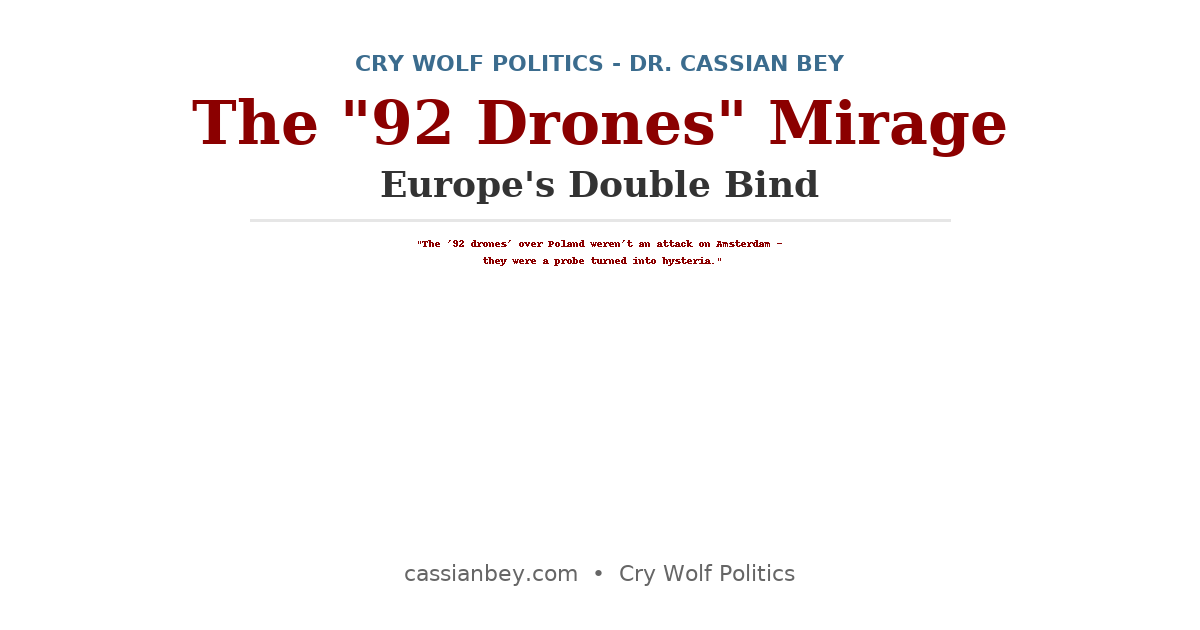 CRY WOLF POLITICS - DR. CASSIAN BEY
The "92 Drones" Mirage
Europe's Double Bind
"The '92 drones' over Poland weren't an attack on Amsterdam —
they were a probe turned into hysteria."
cassianbey.com • Cry Wolf Politics